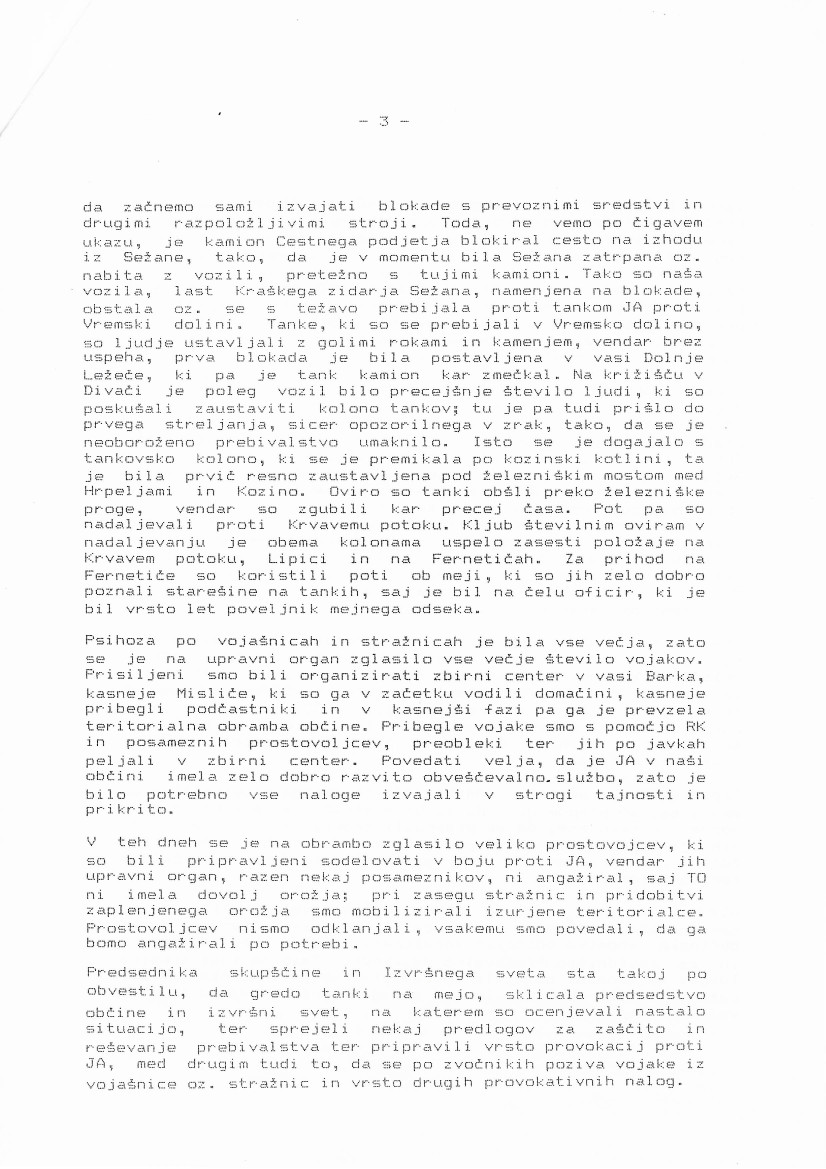 - 3 -
da začnemo sami izvajati blokade s prevoznimi sredstvi in
drugimi razpoložljivimi stroji. Toda, ne vemo po čigavem
ukazu, je kamion Cestnega podjetja blokiral cesto na izhodu
iz Sežane, tako, da je v momentu bila Sežana zatrpana oz.
nabita z vozili, pretežno s tujimi kamioni. Tako so naša
vozila, last Kraškega zidarja Sežana, namenjena na blokade,
obstala oz. se s težavo prebijala proti tankom JA proti
Vremski dolini. Tanke, ki so se prebijali v Vremsko dolino,
so ljudje ustavljali z golimi rokami in kamenjem, vendar brez
uspeha, prva blokada je bila postavljena v vasi Dolnje
Ležeče, ki pa je tank kamion kar zmečkal. Na križišču v
Divači je poleg vozil bilo precejšnje število ljudi, ki so
poskušali zaustaviti kolono tankov; tu je pa tudi prišlo do
prvega streljanja, sicer opozorilnega v zrak, tako, da se je
neoboroženo prebivalstvo umaknilo. Isto se je dogajalo s
tankovsko kolono, ki se je premikala po kozinski kotlini, ta
je bila prvič resno zaustavljena pod železniškim mostom med
Hrpeljami in Kozino. Oviro so tanki obšli preko železniške
proge, vendar so zgubili kar precej časa. Pot pa so
nadaljevali proti Krvavemu potoku. Kljub številnim oviram v
nadaljevanju je obema kolonama uspelo zasesti položaje na
Krvavem potoku, Lipici in na Fernetičah. Za prihod na
Fernetiče so koristili poti ob meji, ki so jih zelo dobro
poznali starešine na tankih, saj je bil na čelu oficir, ki je
bil vrsto let poveljnik mejnega odseka.
Psihoza po vojašnicah in stražnicah je bila vse večja, zato
se je na upravni organ zglasilo vse večje število vojakov.
Prisiljeni smo bili organizirati zbirni center v vasi Barka,
kasneje Misliče, ki so ga v začetku vodili domačini, kasneje
pribegli podčastniki in v kasnejši fazi pa ga je prevzela
teritorialna obramba občine. Pribegle vojake smo s pomočjo RK
in posameznih prostovoljcev, preobleki ter jih po javkah
peljali v zbirni center. Povedati velja, da je JA v naši
občini imela zelo dobro razvito obveščevalno.službo, zato je
bilo potrebno vse naloge izvajali v strogi tajnosti in
prikrito.
V teh dneh se je na obrambo zglasilo veliko prostovojcev, ki
so bili pripravljeni sodelovati v boju proti JA, vendar jih
upravni organ, razen nekaj posameznikov, ni angažiral, saj TO
ni imela dovolj orožja; pri zasegu stražnic in pridobitvi
zaplenjenega orožja smo mobilizirali izurjene teritorialce.
Prostovoljcev nismo odklanjali, vsakemu smo povedali, da ga
bomo angažirali po potrebi.
Predsednika skupščine in Izvršnega sveta sta takoj po
obvestilu, da gredo tanki na mejo, sklicala predsedstvo
občine in izvršni svet, na katerem so ocenjevali nastalo
situacijo, ter sprejeli nekaj predlogov za zaščito in
reševanje prebivalstva ter pripravili vrsto provokacij proti
JA, med drugim tudi to, da se po zvočnikih poziva vojake iz
vojašnice oz. stražnic in vrsto drugih provokativnih nalog.